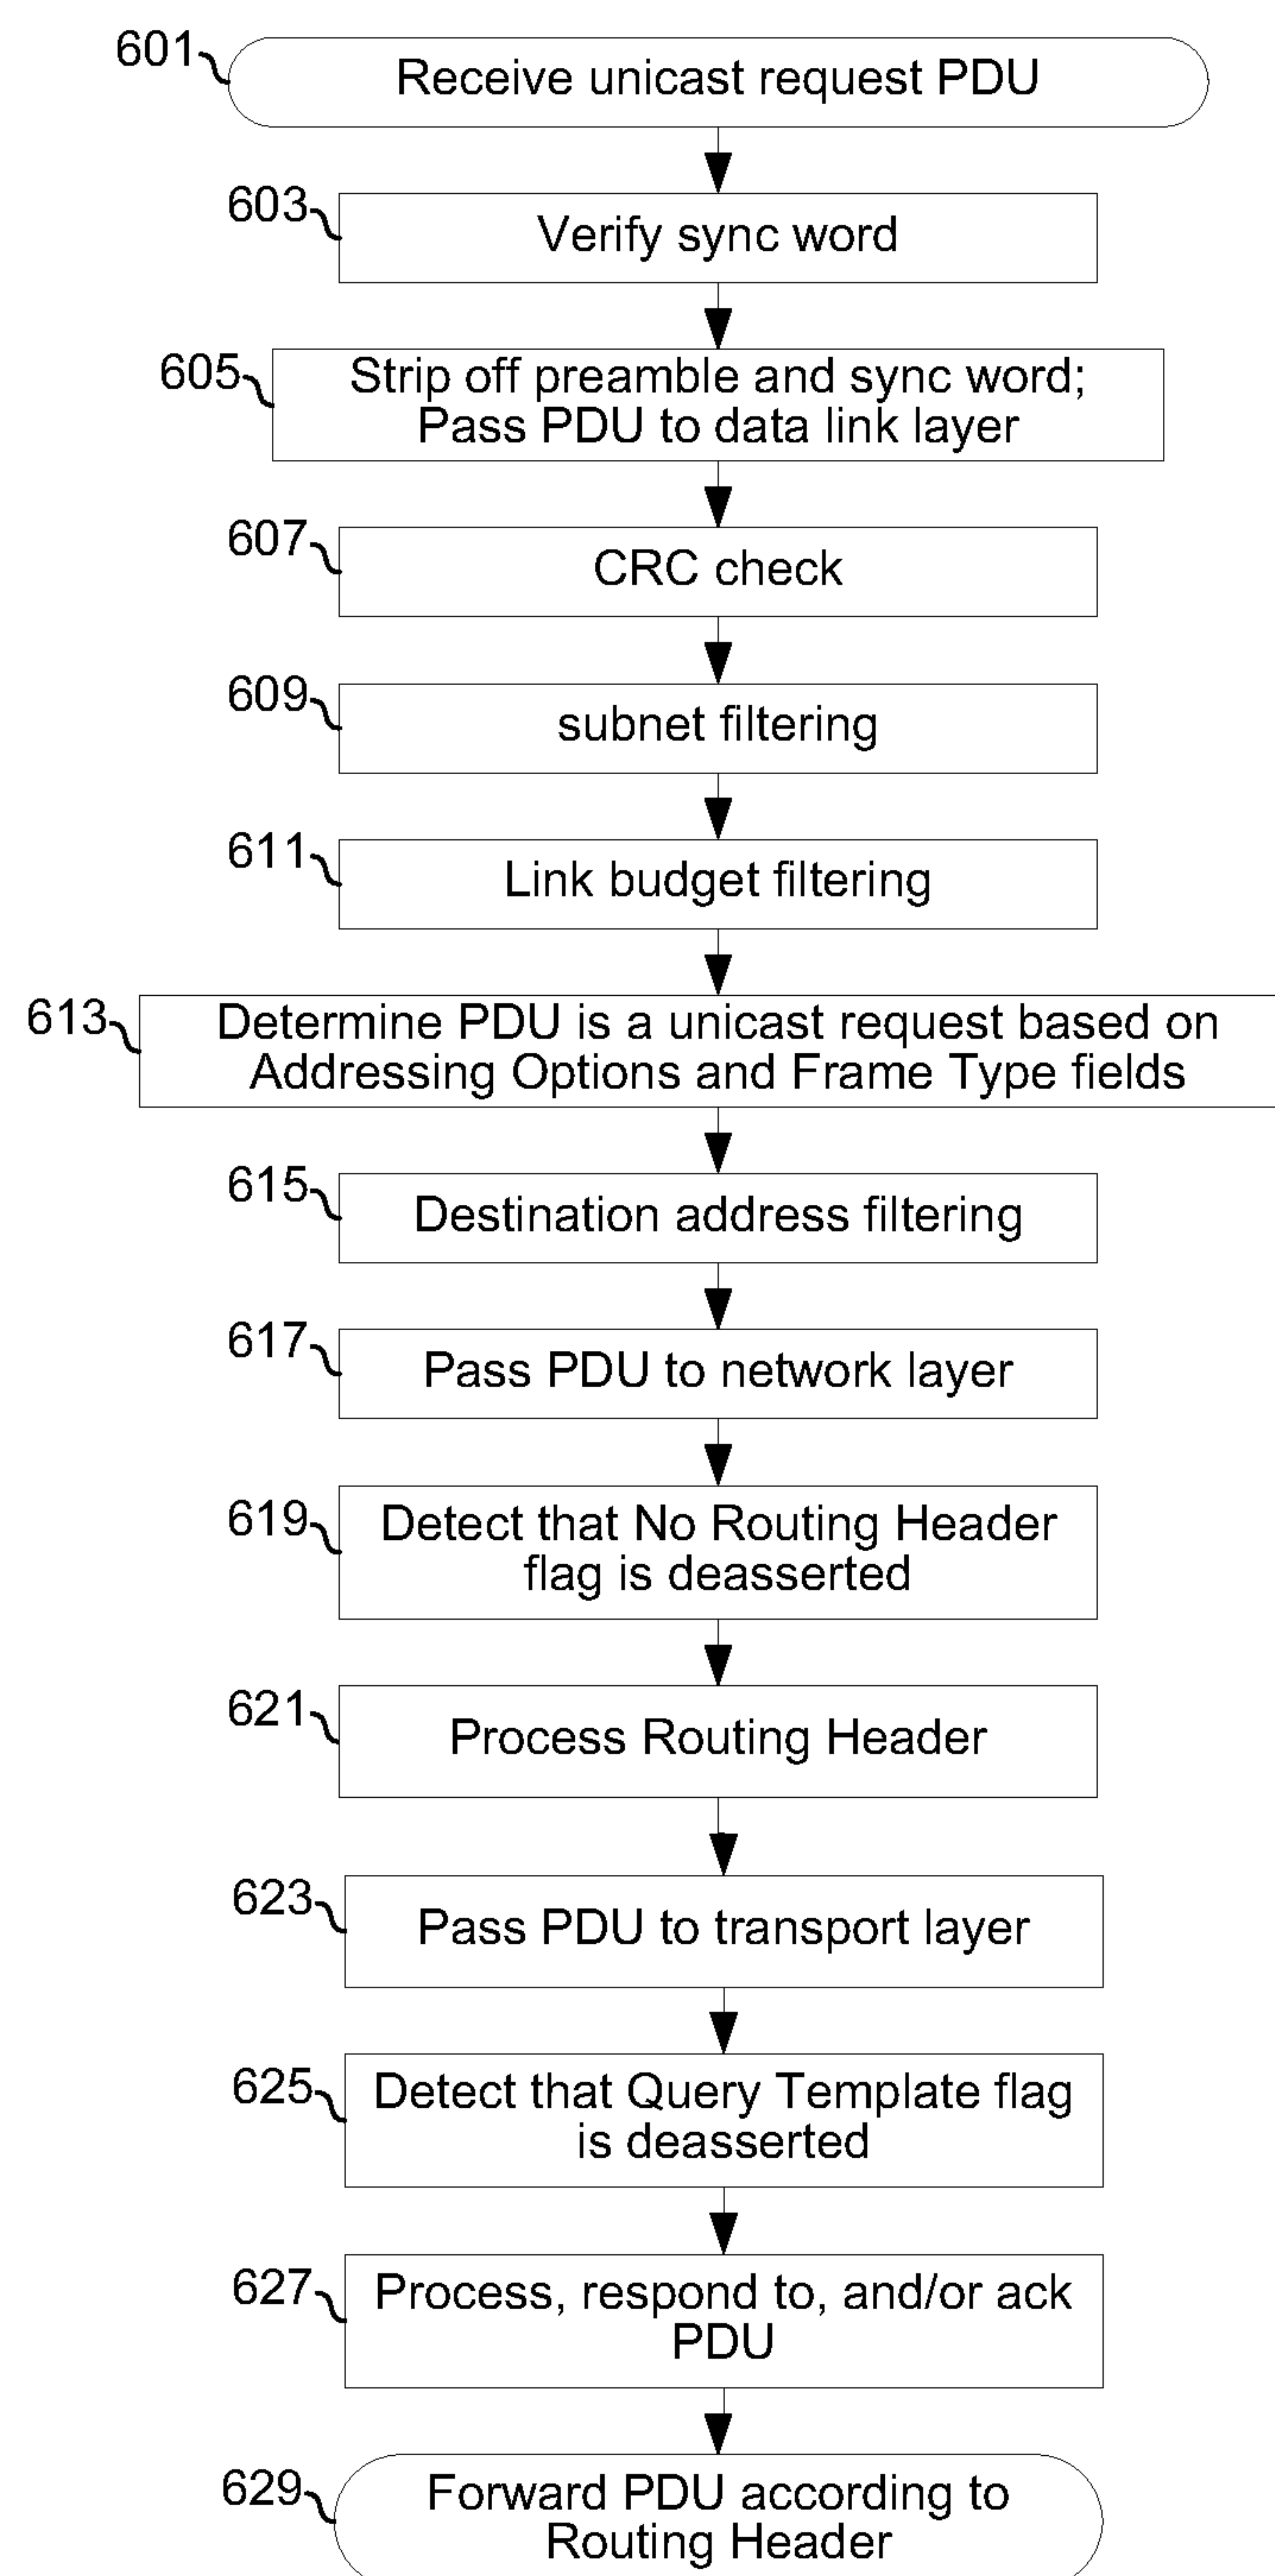 601
Receive unicast request PDU
603
Verify sync word
605
Strip off preamble and sync word;
Pass PDU to data link layer
607
CRC check
609
subnet filtering
611
Link budget filtering
613
Determine PDU is a unicast request based on
Addressing Options and Frame Type fields
615
Destination address filtering
617
Pass PDU to network layer
619
Detect that No Routing Header
flag is deasserted
621
Process Routing Header
623
Pass PDU to transport layer
625
Detect that Query Template flag
is deasserted
627
Process, respond to, and/or ack
PDU
629
Forward PDU according to
Routing Header